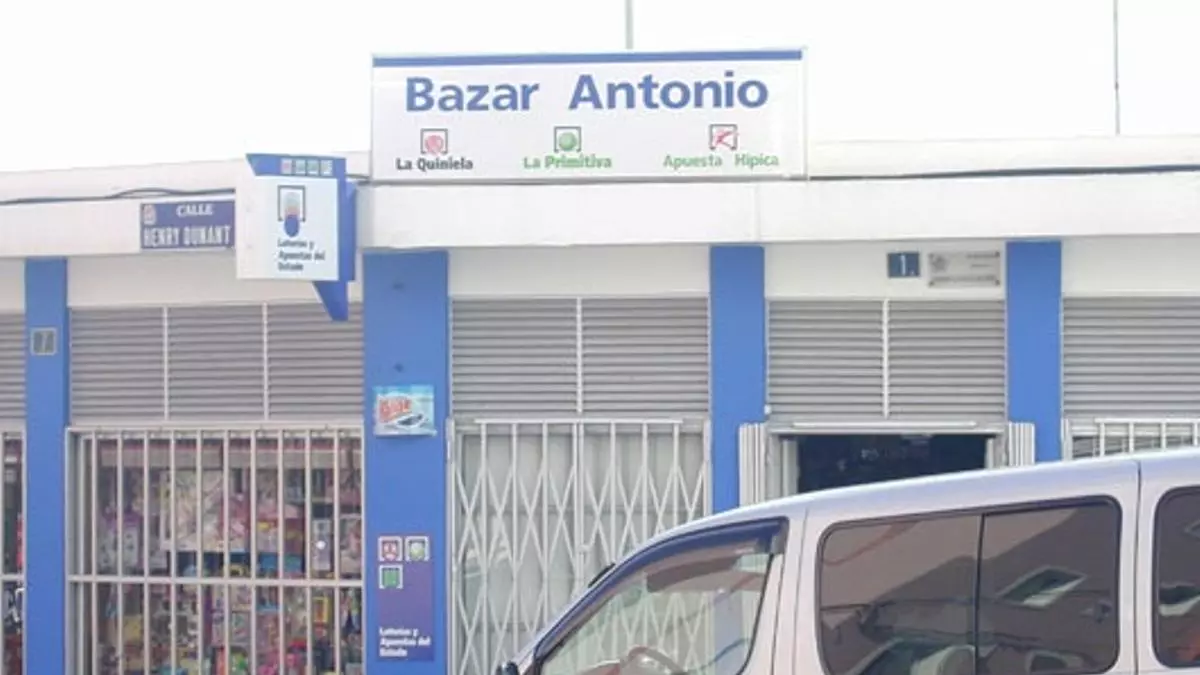 Bazar Antonio
La Quiniela
La Primitiva
Apuesta Hípica
CALLE
HENRY DUNANT
Loterías y
Apuestas del
Estado
1.
Loterías y
Apuestas del
Estado